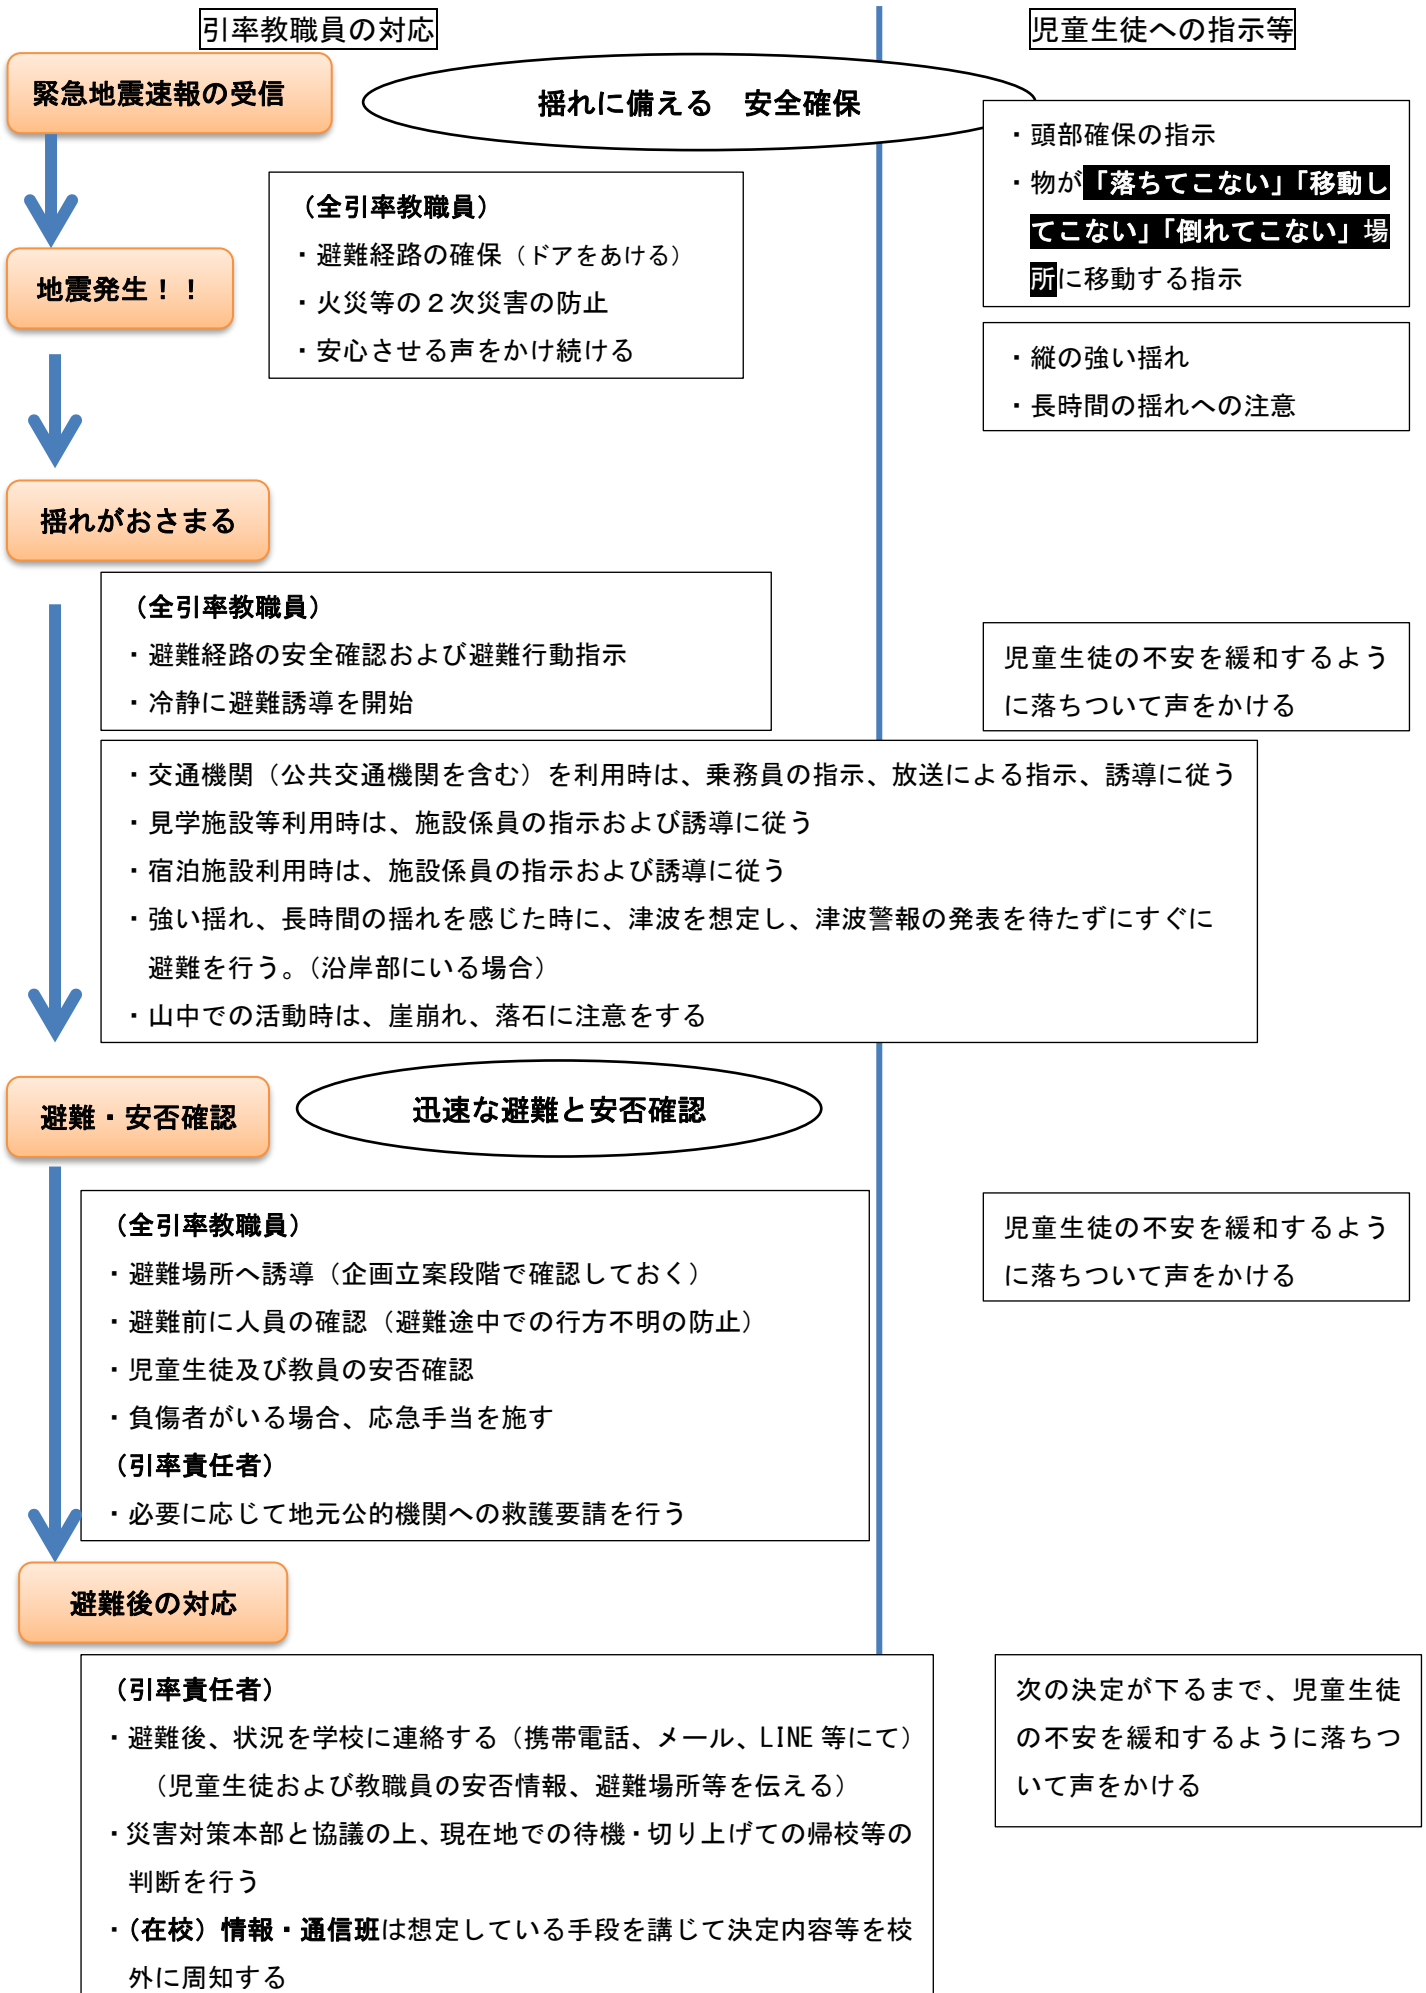 引率教職員の対応
児童生徒への指示等
緊急地震速報の受信
揺れに備える　安全確保
・頭部確保の指示
・物が「落ちてこない」「移動し
てこない」「倒れてこない」場
所に移動する指示
（全引率教職員）
・避難経路の確保（ドアをあける）
・火災等の２次災害の防止
・安心させる声をかけ続ける
地震発生！！
・縦の強い揺れ
・長時間の揺れへの注意
揺れがおさまる
（全引率教職員）
・避難経路の安全確認および避難行動指示
・冷静に避難誘導を開始
児童生徒の不安を緩和するよう
に落ちついて声をかける
・交通機関（公共交通機関を含む）を利用時は、乗務員の指示、放送による指示、誘導に従う
・見学施設等利用時は、施設係員の指示および誘導に従う
・宿泊施設利用時は、施設係員の指示および誘導に従う
・強い揺れ、長時間の揺れを感じた時に、津波を想定し、津波警報の発表を待たずにすぐに
避難を行う。（沿岸部にいる場合）
・山中での活動時は、崖崩れ、落石に注意をする
避難・安否確認
迅速な避難と安否確認
（全引率教職員）
・避難場所へ誘導（企画立案段階で確認しておく）
・避難前に人員の確認（避難途中での行方不明の防止）
・児童生徒及び教員の安否確認
・負傷者がいる場合、応急手当を施す
（引率責任者）
・必要に応じて地元公的機関への救護要請を行う
児童生徒の不安を緩和するよう
に落ちついて声をかける
避難後の対応
（引率責任者）
・避難後、状況を学校に連絡する（携帯電話、メール、LINE 等にて）
（児童生徒および教職員の安否情報、避難場所等を伝える）
・災害対策本部と協議の上、現在地での待機・切り上げての帰校等の
判断を行う
・（在校）情報・通信班は想定している手段を講じて決定内容等を校
外に周知する
次の決定が下るまで、児童生徒
の不安を緩和するように落ちつ
いて声をかける